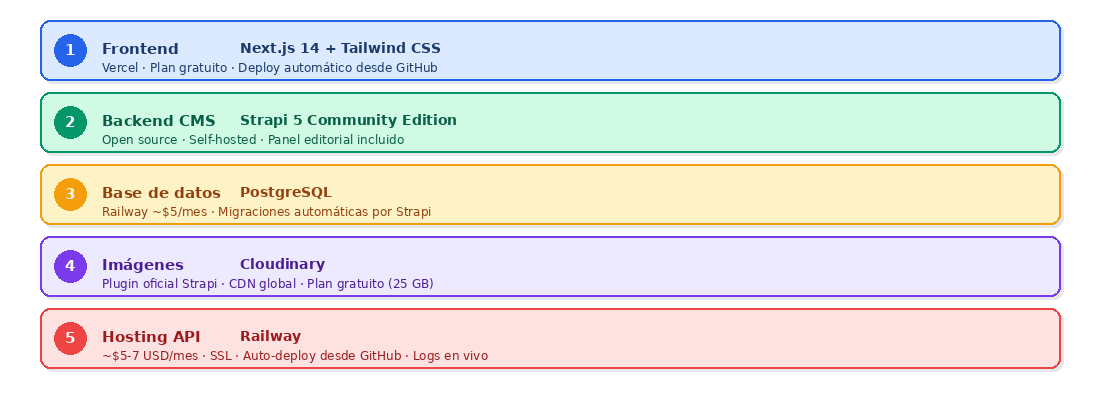 1 Frontend Next.js 14 + Tailwind CSS
Vercel · Plan gratuito · Deploy automático desde GitHub
2 Backend CMS Strapi 5 Community Edition
Open source · Self-hosted · Panel editorial incluido
3 Base de datos PostgreSQL
Railway ~$5/mes · Migraciones automáticas por Strapi
4 Imágenes Cloudinary
Plugin oficial Strapi · CDN global · Plan gratuito (25 GB)
5 Hosting API Railway
~$5-7 USD/mes · SSL · Auto-deploy desde GitHub · Logs en vivo